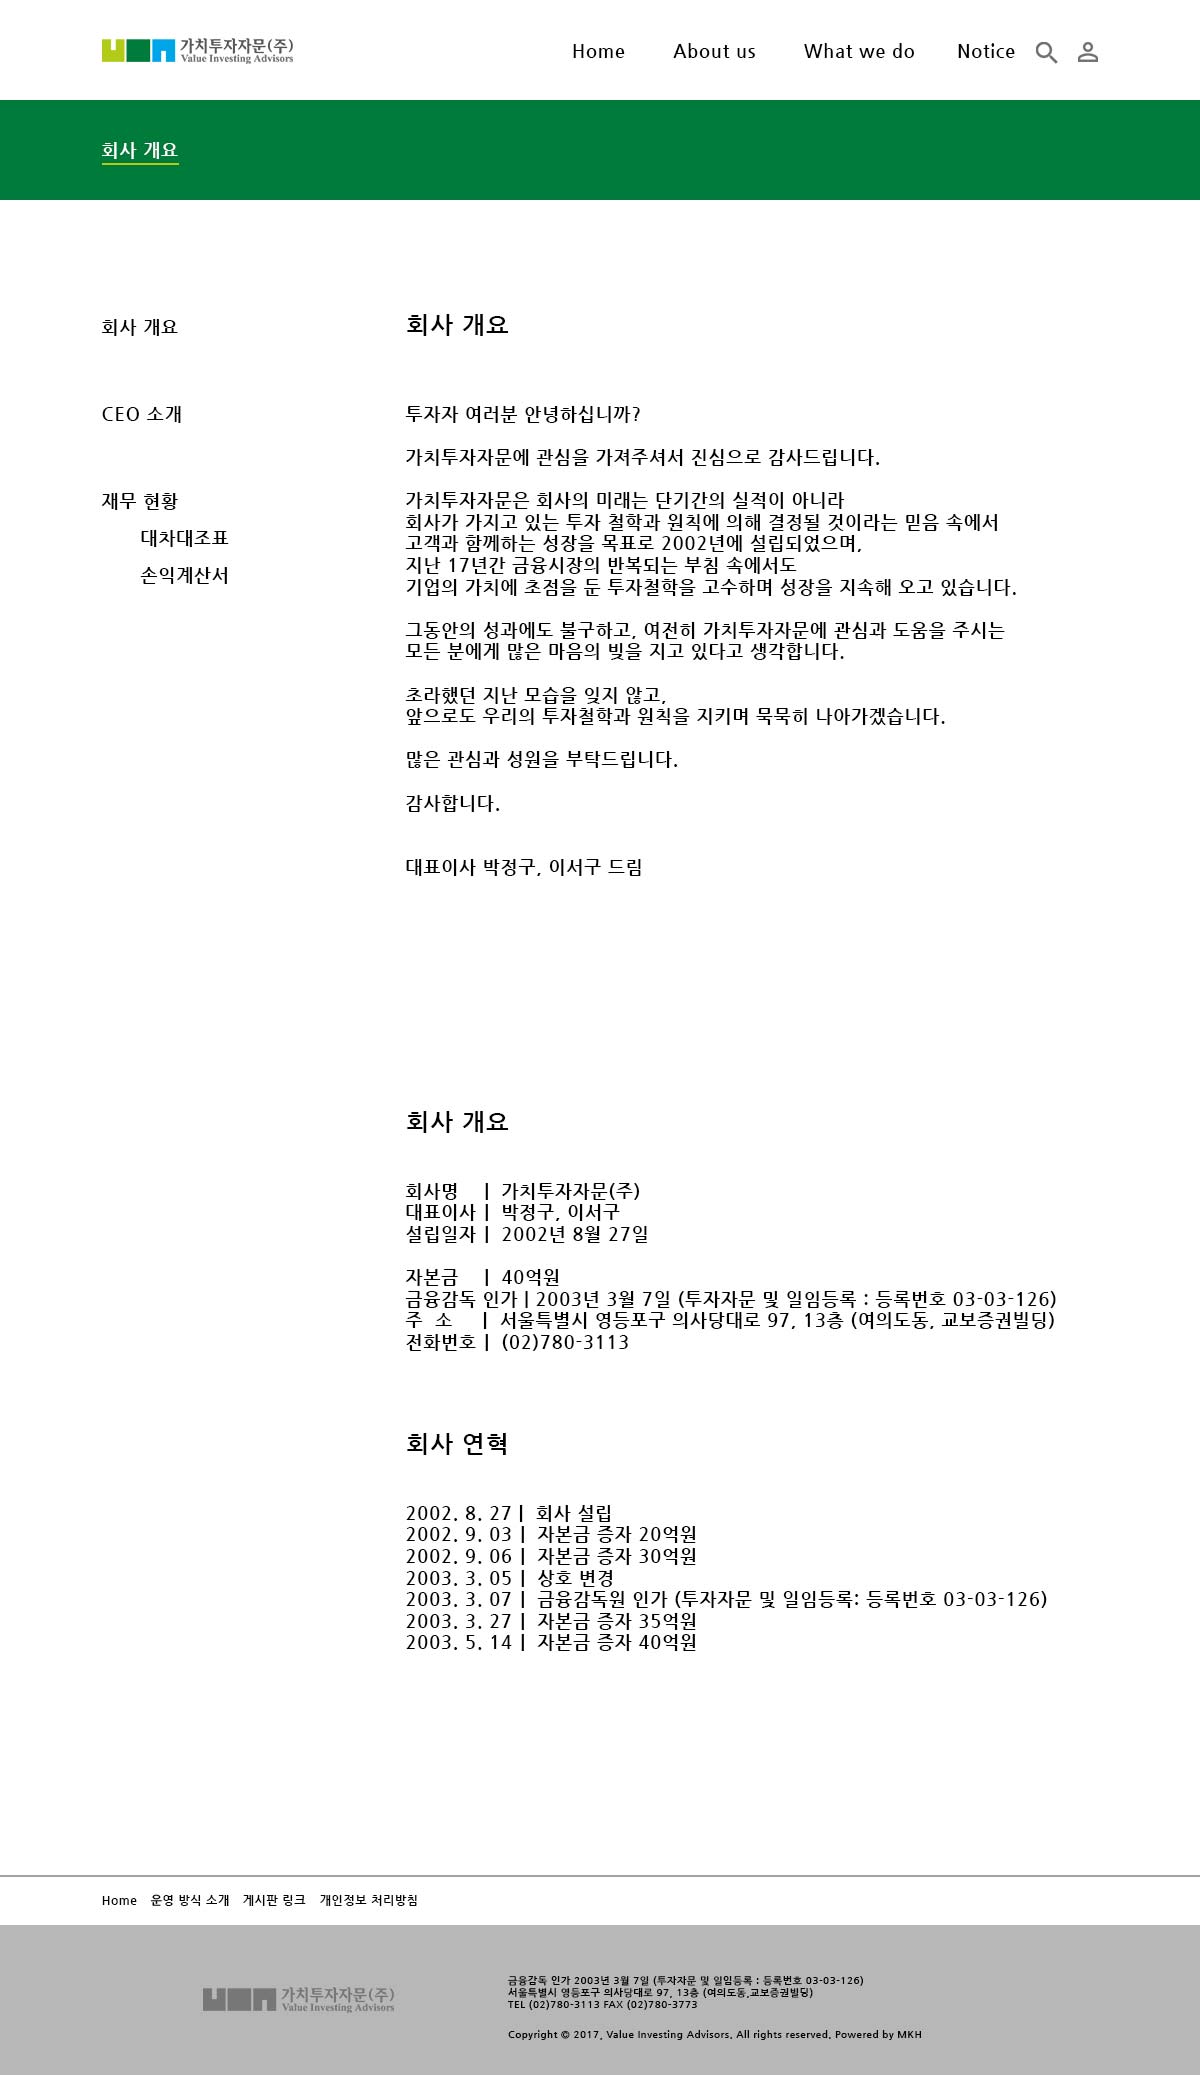 가치투자자문(주)
Value Investing Advisors
Home About us What we do Notice
회사 개요
회사 개요
CEO 소개
재무 현황
대차대조표
손익계산서
회사 개요
투자자 여러분 안녕하십니까?
가치투자자문에 관심을 가져주셔서 진심으로 감사드립니다.
가치투자자문은 회사의 미래는 단기간의 실적이 아니라
회사가 가지고 있는 투자 철학과 원칙에 의해 결정될 것이라는 믿음 속에서
고객과 함께하는 성장을 목표로 2002년에 설립되었으며,
지난 17년간 금융시장의 반복되는 부침 속에서도
기업의 가치에 초점을 둔 투자철학을 고수하며 성장을 지속해 오고 있습니다.
그동안의 성과에도 불구하고, 여전히 가치투자자문에 관심과 도움을 주시는
모든 분에게 많은 마음의 빚을 지고 있다고 생각합니다.
초라했던 지난 모습을 잊지 않고,
앞으로도 우리의 투자철학과 원칙을 지키며 묵묵히 나아가겠습니다.
많은 관심과 성원을 부탁드립니다.
감사합니다.
대표이사 박정구, 이서구 드림
회사 개요
회사명 | 가치투자자문(주)
대표이사 | 박정구, 이서구
설립일자 | 2002년 8월 27일
자본금 | 40억원
금융감독 인가 | 2003년 3월 7일 (투자자문 및 일임등록 : 등록번호 03-03-126)
주 소 | 서울특별시 영등포구 의사당대로 97, 13층 (여의도동, 교보증권빌딩)
전화번호 | (02)780-3113
회사 연혁
2002. 8. 27 | 회사 설립
2002. 9. 03 | 자본금 증자 20억원
2002. 9. 06 | 자본금 증자 30억원
2003. 3. 05 | 상호 변경
2003. 3. 07 | 금융감독원 인가 (투자자문 및 일임등록: 등록번호 03-03-126)
2003. 3. 27 | 자본금 증자 35억원
2003. 5. 14 | 자본금 증자 40억원
Home 운영 방식 소개 게시판 링크 개인정보 처리방침
가치투자자문(주)
Value Investing Advisors
금융감독 인가 2003년 3월 7일 (투자자문 및 일임등록 : 등록번호 03-03-126)
서울특별시 영등포구 의사당대로 97, 13층 (여의도동,교보증권빌딩)
TEL (02)780-3113 FAX (02)780-3773
Copyright © 2017, Value Investing Advisors, All rights reserved, Powered by MKH